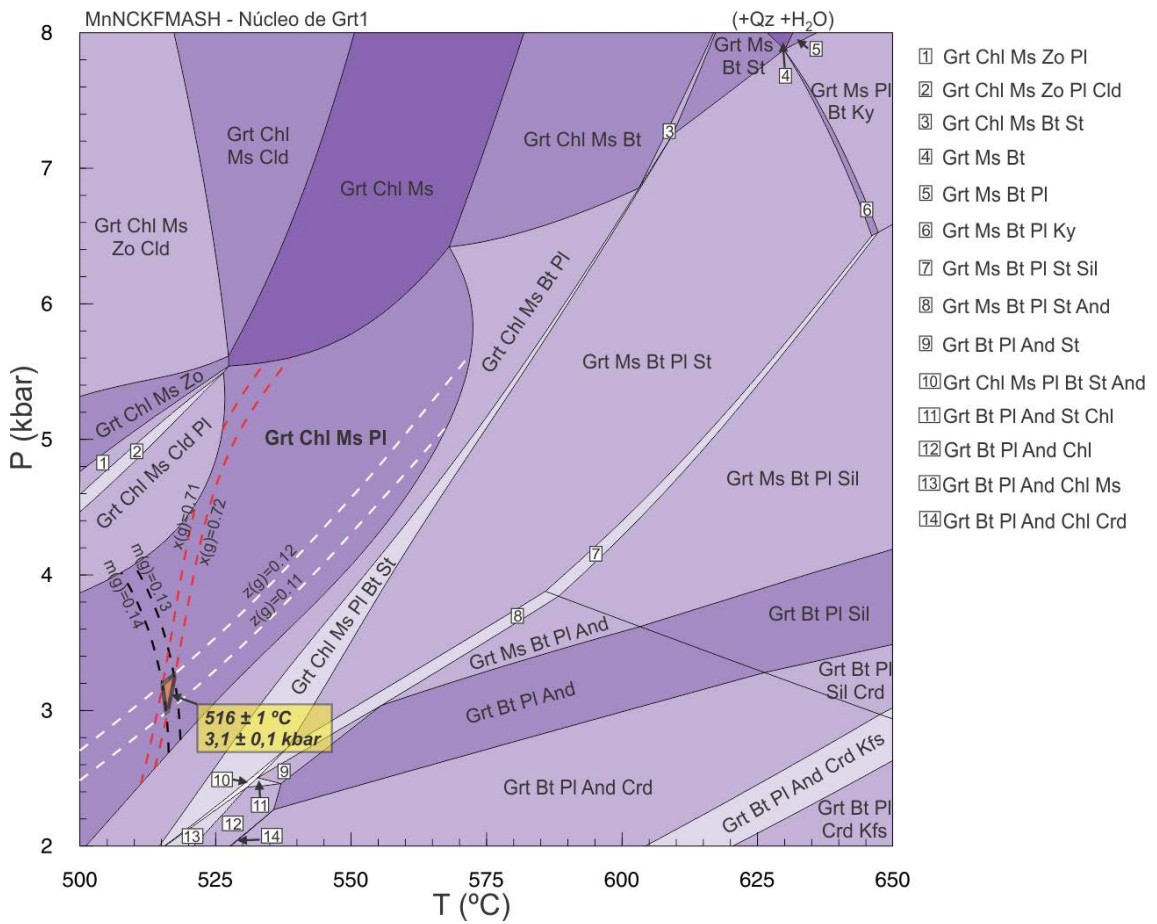 MnNCKFMASH - Núcleo de Grt1
(+Qz +H₂O)
8
7
6
5
4
3
2
P (kbar)
500
525
550
575
600
625
650
T (ºC)
Grt Chl Ms
Zo Cld
Grt Chl
Ms Cld
Grt Chl Ms
Grt Chl Ms Bt
Grt Ms
Bt St
Grt Ms Pl
Bt Ky
3
4
5
6
Grt Chl Ms Zo
1
2
Grt Chl Ms Cld Pl
Grt Chl Ms Pl
Grt Chl Ms Bt Pl
Grt Ms Bt Pl St
Grt Ms Bt Pl Sil
x(g)=0.71
x(g)=0.72
m(g)=0.13
m(g)=0.14
z(g)=0.12
z(g)=0.11
516 ± 1 ºC
3,1 ± 0,1 kbar
Grt Chl Ms Pl Bt St
7
8
Grt Ms Bt Pl And
Grt Bt Pl And
Grt Bt Pl Sil
Grt Bt Pl
Sil Crd
Grt Bt Pl And Crd
Grt Bt Pl And Crd Kfs
Grt Bt Pl
Crd Kfs
9
10
11
12
13
14
1 Grt Chl Ms Zo Pl
2 Grt Chl Ms Zo Pl Cld
3 Grt Chl Ms Bt St
4 Grt Ms Bt
5 Grt Ms Bt Pl
6 Grt Ms Bt Pl Ky
7 Grt Ms Bt Pl St Sil
8 Grt Ms Bt Pl St And
9 Grt Bt Pl And St
10 Grt Chl Ms Pl Bt St And
11 Grt Bt Pl And St Chl
12 Grt Bt Pl And Chl
13 Grt Bt Pl And Chl Ms
14 Grt Bt Pl And Chl Crd